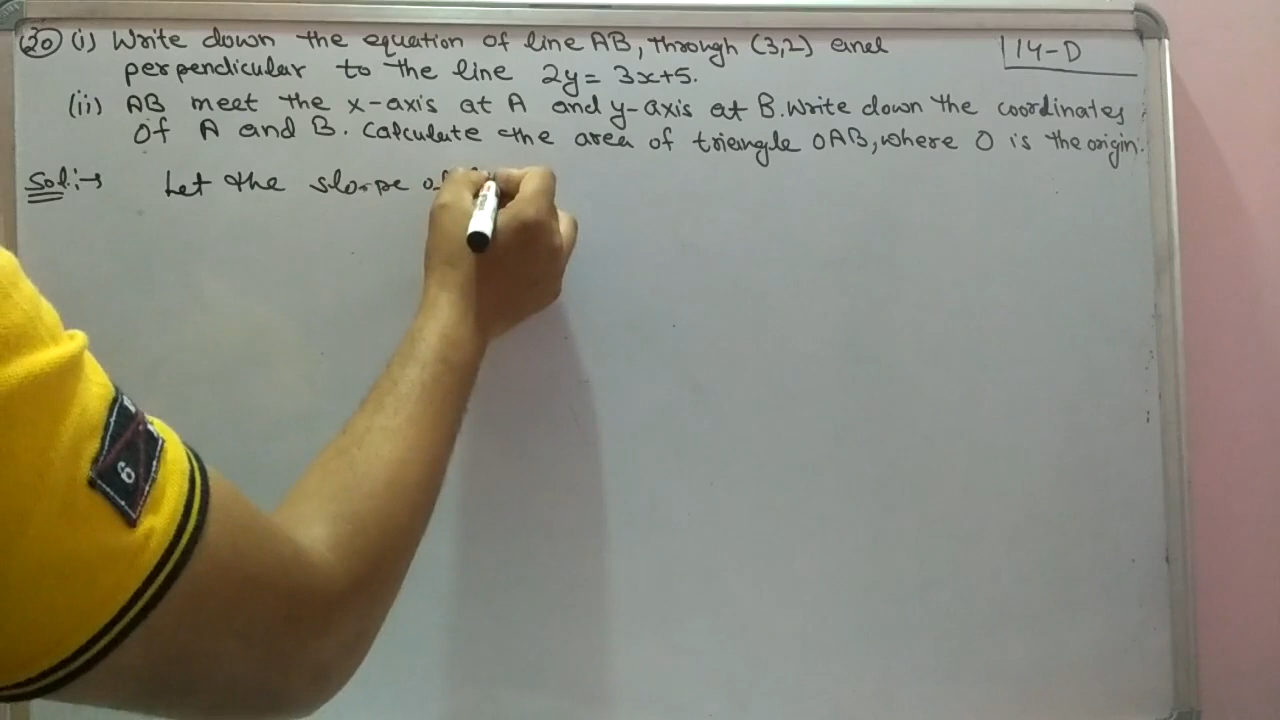 20 (i) Write down the equation of line AB, through (3,2) and
14-D
perpendicular to the line 2y = 3x+5.
(ii) AB meet the x-axis at A and y-axis at B. Write down the coordinates
of A and B. Calculate the area of triangle OAB, where O is the origin.
Sol:→ Let the slope
6